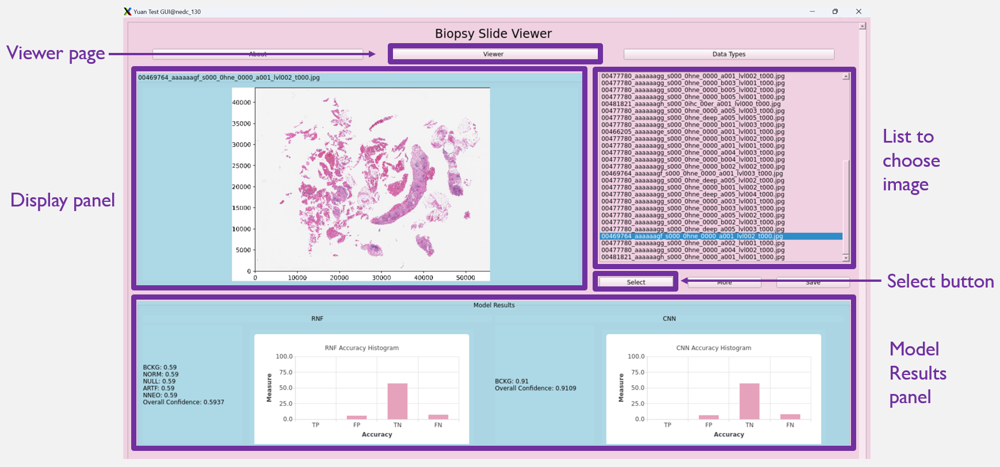 Yuan Test GUI@nedc_130
Biopsy Slide Viewer
Viewer page
About
Viewer
Data Types
00469764_aaaaaagf_s000_0hne_0000_a001_lvl002_t000.jpg
40000
35000
30000
25000
20000
15000
10000
5000
0
0 10000 20000 30000 40000 50000
Display panel
00477780_aaaaaagg_s000_0hne_0000_a001_lvl002_t000.jpg
00477780_aaaaaagg_s000_0hne_0000_b003_lvl001_t000.jpg
00477780_aaaaaagg_s000_0hne_0000_b005_lvl002_t000.jpg
00477780_aaaaaagg_s000_0hne_0000_b005_lvl001_t000.jpg
00481821_aaaaaagh_s000_0ihc_00er_a001_lvl000_t000.jpg
00477780_aaaaaagg_s000_0hne_0000_a005_lvl003_t000.jpg
00477780_aaaaaagg_s000_0hne_deep_a005_lvl005_t000.jpg
00477780_aaaaaagg_s000_0hne_0000_b001_lvl003_t000.jpg
00466205_aaaaaage_s000_0hne_0000_a001_lvl001_t000.jpg
00477780_aaaaaagg_s000_0hne_0000_b003_lvl002_t000.jpg
00477780_aaaaaagg_s000_0hne_0000_a001_lvl001_t000.jpg
00477780_aaaaaagg_s000_0hne_0000_a004_lvl003_t000.jpg
00477780_aaaaaagg_s000_0hne_0000_b004_lvl001_t000.jpg
00477780_aaaaaagg_s000_0hne_0000_b002_lvl002_t000.jpg
00469764_aaaaaagf_s000_0hne_0000_a001_lvl003_t000.jpg
00477780_aaaaaagg_s000_0hne_deep_a005_lvl002_t000.jpg
00477780_aaaaaagg_s000_0hne_0000_b001_lvl002_t000.jpg
00477780_aaaaaagg_s000_0hne_deep_a005_lvl004_t000.jpg
00477780_aaaaaagg_s000_0hne_0000_a003_lvl001_t000.jpg
00477780_aaaaaagg_s000_0hne_0000_b003_lvl003_t000.jpg
00477780_aaaaaagg_s000_0hne_0000_a005_lvl002_t000.jpg
00477780_aaaaaagg_s000_0hne_0000_b002_lvl003_t000.jpg
00477780_aaaaaagg_s000_0hne_deep_a005_lvl003_t000.jpg
00469764_aaaaaagf_s000_0hne_0000_a001_lvl002_t000.jpg
00477780_aaaaaagg_s000_0hne_0000_a002_lvl001_t000.jpg
00477780_aaaaaagg_s000_0hne_0000_a004_lvl002_t000.jpg
00481821_aaaaaagh_s000_0hne_0000_a001_lvl001_t000.jpg
List to
choose
image
Select
More
Save
Select button
Model Results
RNF
BCKG: 0.59
NORM: 0.59
NULL: 0.59
ARTF: 0.59
NNEO: 0.59
Overall Confidence: 0.5937
RNF Accuracy Histogram
Measure
100.0
75.0
50.0
25.0
0.0
TP FP TN FN
Accuracy
CNN
BCKG: 0.91
Overall Confidence: 0.9109
CNN Accuracy Histogram
Measure
100.0
75.0
50.0
25.0
0.0
TP FP TN FN
Accuracy
Model
Results
panel